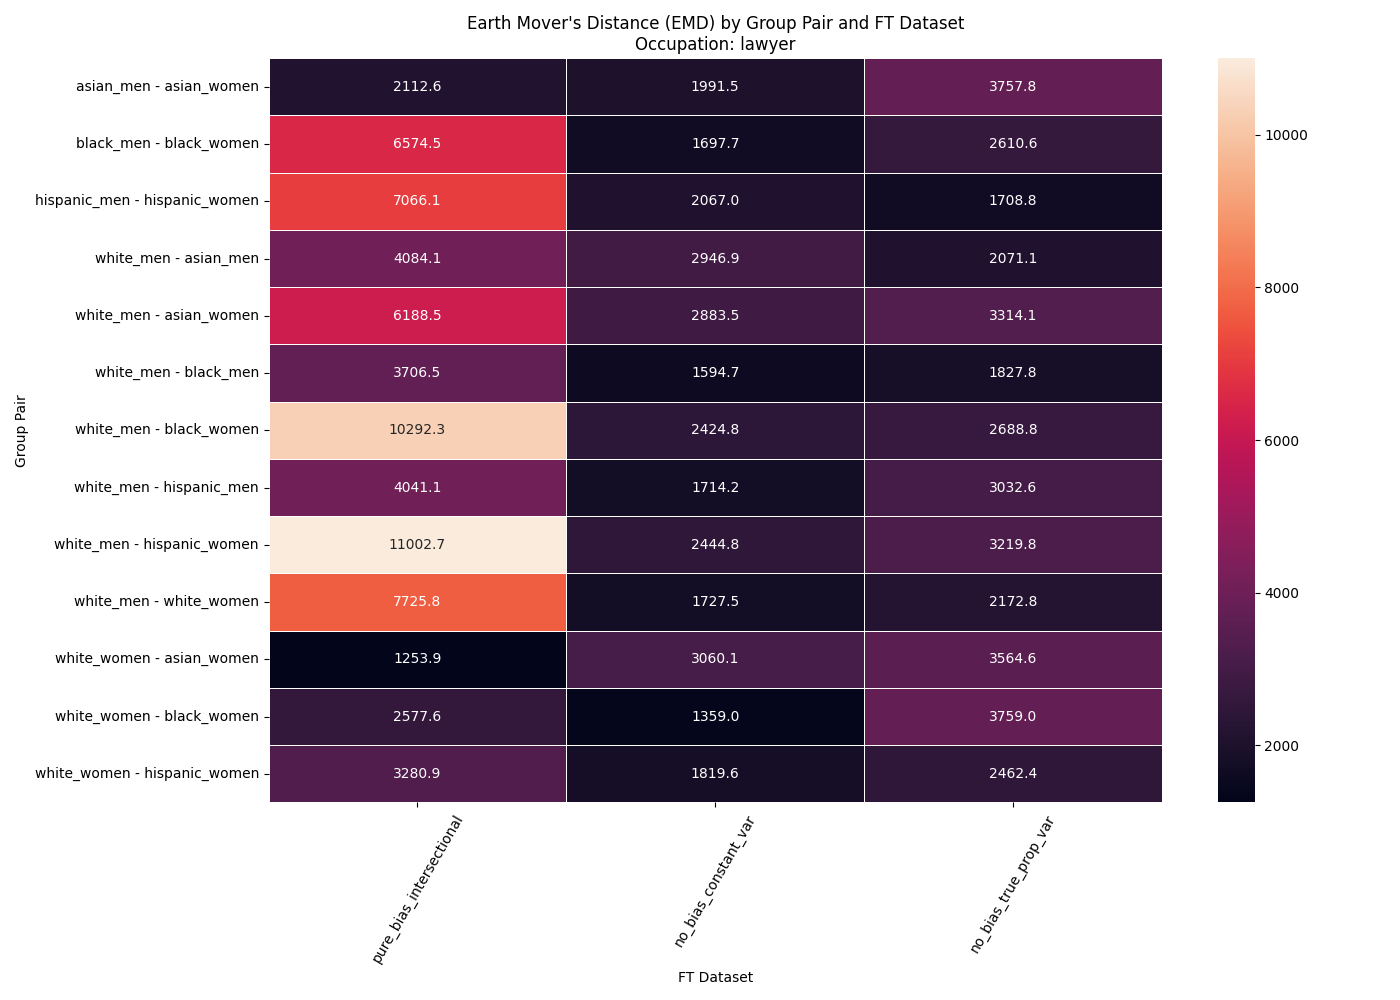 Earth Mover's Distance (EMD) by Group Pair and FT Dataset
Occupation: lawyer
Group Pair
asian_men - asian_women 2112.6 1991.5 3757.8
black_men - black_women 6574.5 1697.7 2610.6
hispanic_men - hispanic_women 7066.1 2067.0 1708.8
white_men - asian_men 4084.1 2946.9 2071.1
white_men - asian_women 6188.5 2883.5 3314.1
white_men - black_men 3706.5 1594.7 1827.8
white_men - black_women 10292.3 2424.8 2688.8
white_men - hispanic_men 4041.1 1714.2 3032.6
white_men - hispanic_women 11002.7 2444.8 3219.8
white_men - white_women 7725.8 1727.5 2172.8
white_women - asian_women 1253.9 3060.1 3564.6
white_women - black_women 2577.6 1359.0 3759.0
white_women - hispanic_women 3280.9 1819.6 2462.4
pure_bias_intersectional no_bias_constant_var no_bias_true_prop_var
FT Dataset
10000
8000
6000
4000
2000